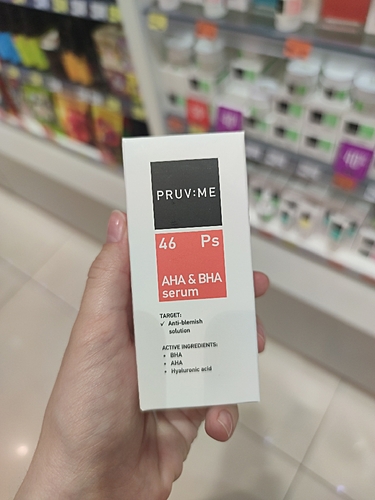 PRUV:ME
46 Ps
AHA & BHA
serum
TARGET:
✓ Anti-blemish
solution
ACTIVE INGREDIENTS:
• BHA
• AHA
• Hyaluronic acid